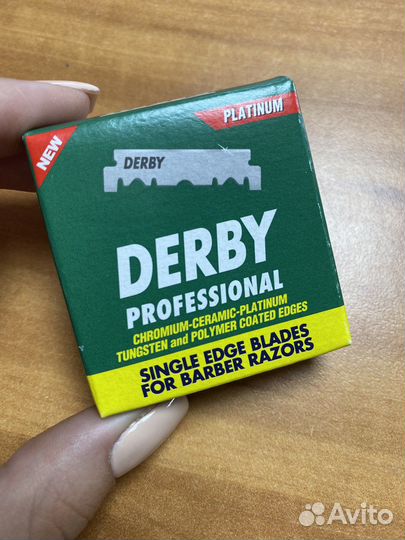 NEW
PLATINUM
DERBY
DERBY
PROFESSIONAL
CHROMIUM-CERAMIC-PLATINUM
TUNGSTEN and POLYMER COATED EDGES
SINGLE EDGE BLADES
FOR BARBER RAZORS
Avito